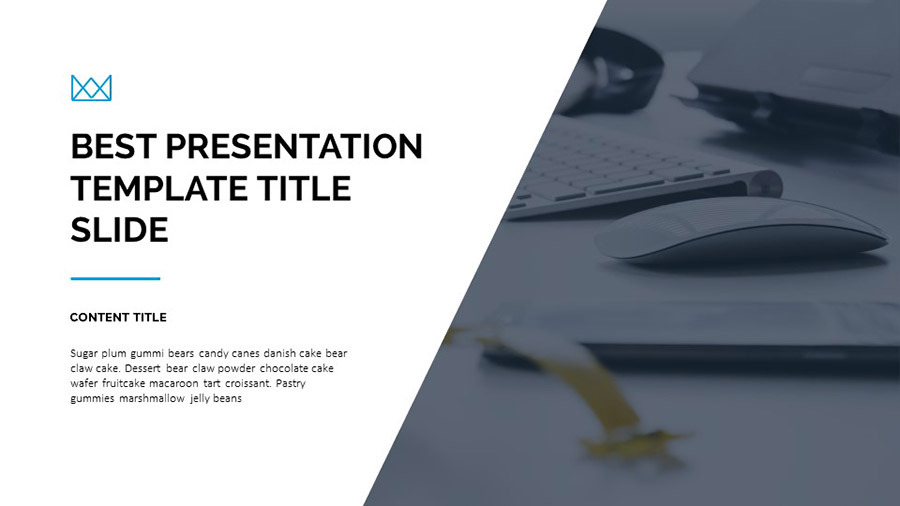 BEST PRESENTATION
TEMPLATE TITLE
SLIDE
CONTENT TITLE
Sugar plum gummi bears candy canes danish cake bear
claw cake. Dessert bear claw powder chocolate cake
wafer fruitcake macaroon tart croissant. Pastry
gummies marshmallow jelly beans